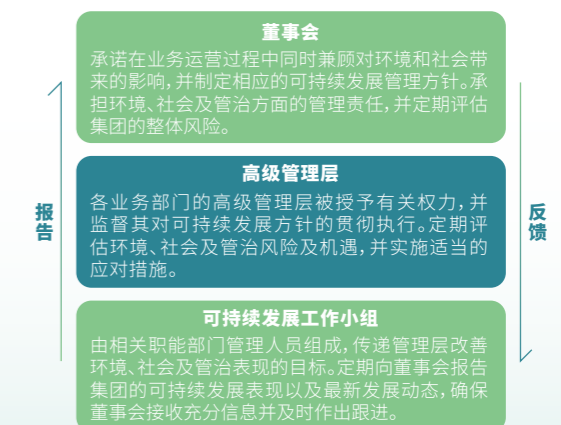 董事会
承诺在业务运营过程中同时兼顾对环境和社会带
来的影响，并制定相应的可持续发展管理方针。承
担环境、社会及管治方面的管理责任，并定期评估
集团的整体风险。
高级管理层
各业务部门的高级管理层被授予有关权力，并
监督其对可持续发展方针的贯彻执行。定期评
估环境、社会及管治风险及机遇，并实施适当的
应对措施。
报告
反馈
可持续发展工作小组
由相关职能部门管理人员组成，传递管理层改善
环境、社会及管治表现的目标。定期向董事会报告
集团的可持续发展表现以及最新发展动态，确保
董事会接收充分信息并及时作出跟进。